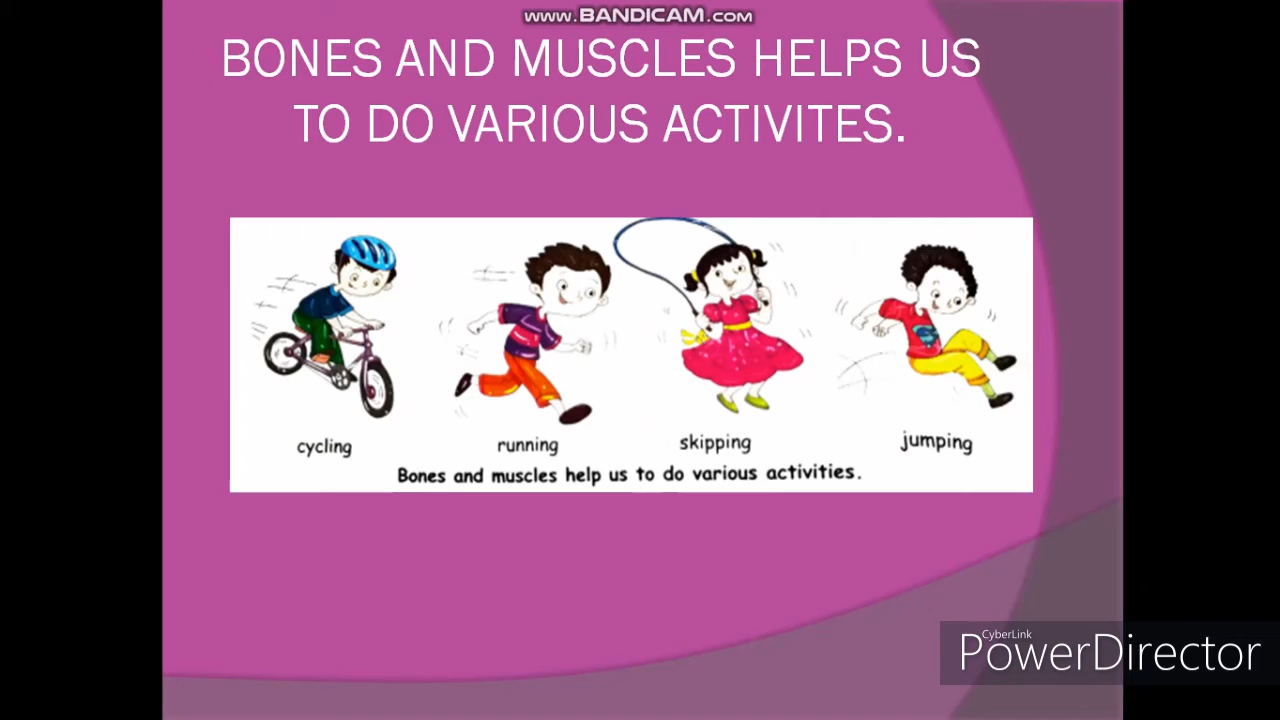 WWW.BANDICAM.COM
BONES AND MUSCLES HELPS US
TO DO VARIOUS ACTIVITES.
cycling
running
skipping
jumping
Bones and muscles help us to do various activities.
CyberLink
PowerDirector